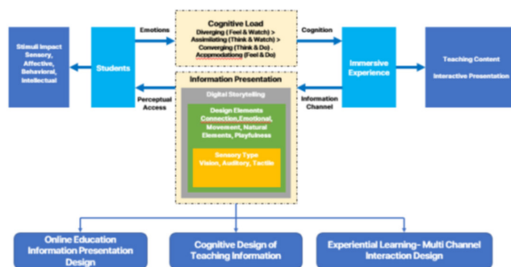 Emotions
Cognitive Load
Diverging (Feel & Watch) >
Assimilating (Think & Watch) >
Converging (Think & Do) .
Accpmodationg (Feel & Do)
Cognition
Stimuli Impact
Sensory,
Affective,
Behavioral,
Intellectual
Students
Immersive
Experience
Teaching Content
Interactive Presentation
Perceptual
Access
Information Presentation
Information
Channel
Digital Storytelling
Design Elements
Connection,Emotional,
Movement, Natural
Elements, Playfulness
Sensory Type
Vision, Auditory, Tactile
Online Education
Information Presentation
Design
Cognitive Design of
Teaching Information
Experiential Learning- Multi Channel
Interaction Design